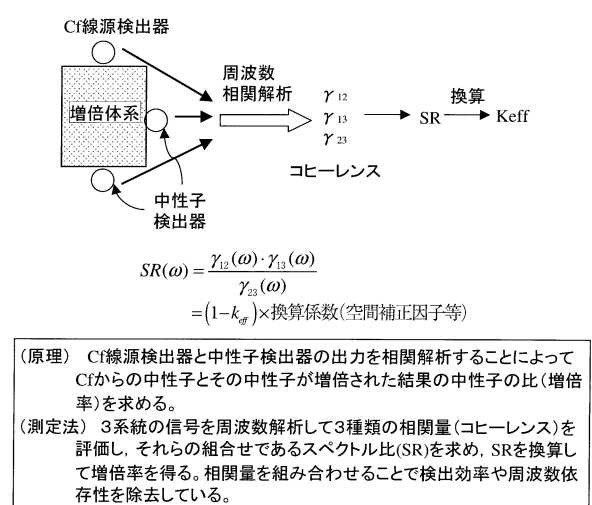 Cf線源検出器
増倍体系
中性子
検出器
周波数
相関解析
γ 12
γ 13
γ 23
コヒーレンス
SR
換算
Keff
SR(ω) = γ12(ω)・γ13(ω) / γ23(ω)
= (1−keff)×換算係数(空間補正因子等)
(原理) Cf線源検出器と中性子検出器の出力を相関解析することによって
Cfからの中性子とその中性子が増倍された結果の中性子の比(増倍
率)を求める。
(測定法) 3系統の信号を周波数解析して3種類の相関量(コヒーレンス)を
評価し, それらの組合せであるスペクトル比(SR)を求め, SRを換算し
て増倍率を得る。相関量を組み合わせることで検出効率や周波数依
存性を除去している。